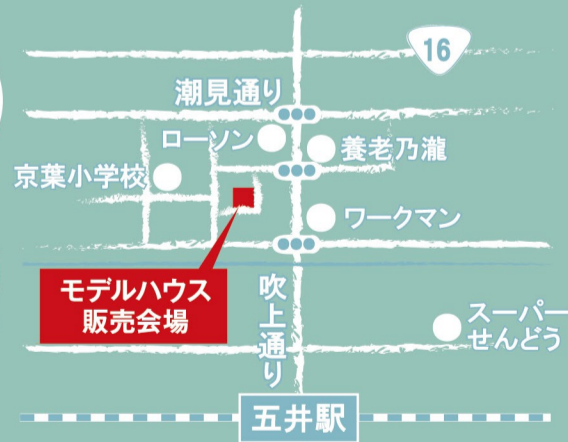 16
潮見通り
ローソン
養老乃瀧
京葉小学校
ワークマン
モデルハウス
販売会場
吹上通り
スーパー
せんどう
五井駅